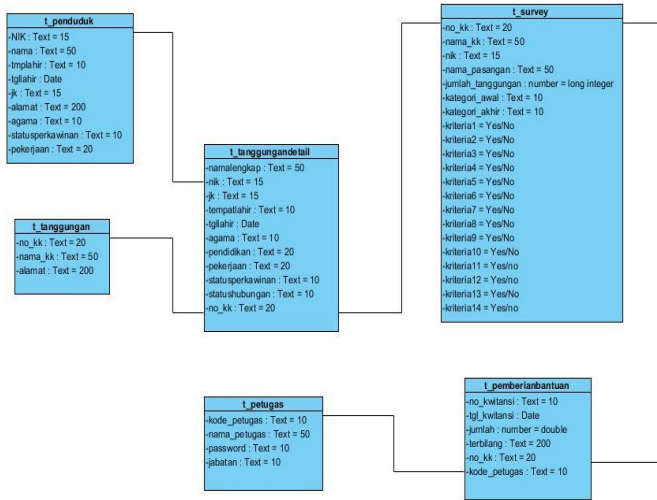 t_penduduk
-NIK : Text = 15
-nama : Text = 50
-tmplahir : Text = 10
-tgllahir : Date
-jk : Text = 15
-alamat : Text = 200
-agama : Text = 10
-statusperkawinan : Text = 10
-pekerjaan : Text = 20
t_tanggungan
-no_kk : Text = 20
-nama_kk : Text = 50
-alamat : Text = 200
t_tanggungandetail
-namalengkap : Text = 50
-nik : Text = 15
-jk : Text = 15
-tempatlahir : Text = 10
-tgllahir : Date
-agama : Text = 10
-pendidikan : Text = 20
-pekerjaan : Text = 20
-statusperkawinan : Text = 10
-statushubungan : Text = 10
-no_kk : Text = 20
t_survey
-no_kk : Text = 20
-nama_kk : Text = 50
-nik : Text = 15
-nama_pasangan : Text = 50
-jumlah_tanggungan : number = long integer
-kategori_awal : Text = 10
-kategori_akhir : Text = 10
-kriteria1 = Yes/No
-kriteria2 = Yes/No
-kriteria3 = Yes/No
-kriteria4 = Yes/No
-kriteria5 = Yes/No
-kriteria6 = Yes/No
-kriteria7 = Yes/No
-kriteria8 = Yes/No
-kriteria9 = Yes/No
-kriteria10 = Yes/No
-kriteria11 = Yes/no
-kriteria12 = Yes/no
-kriteria13 = Yes/No
-kriteria14 = Yes/no
t_petugas
-kode_petugas : Text = 10
-nama_petugas : Text = 50
-password : Text = 10
-jabatan : Text = 10
t_pemberianbantuan
-no_kwitansi : Text = 10
-tgl_kwitansi : Date
-jumlah : number = double
-terbilang : Text = 200
-no_kk : Text = 20
-kode_petugas : Text = 10